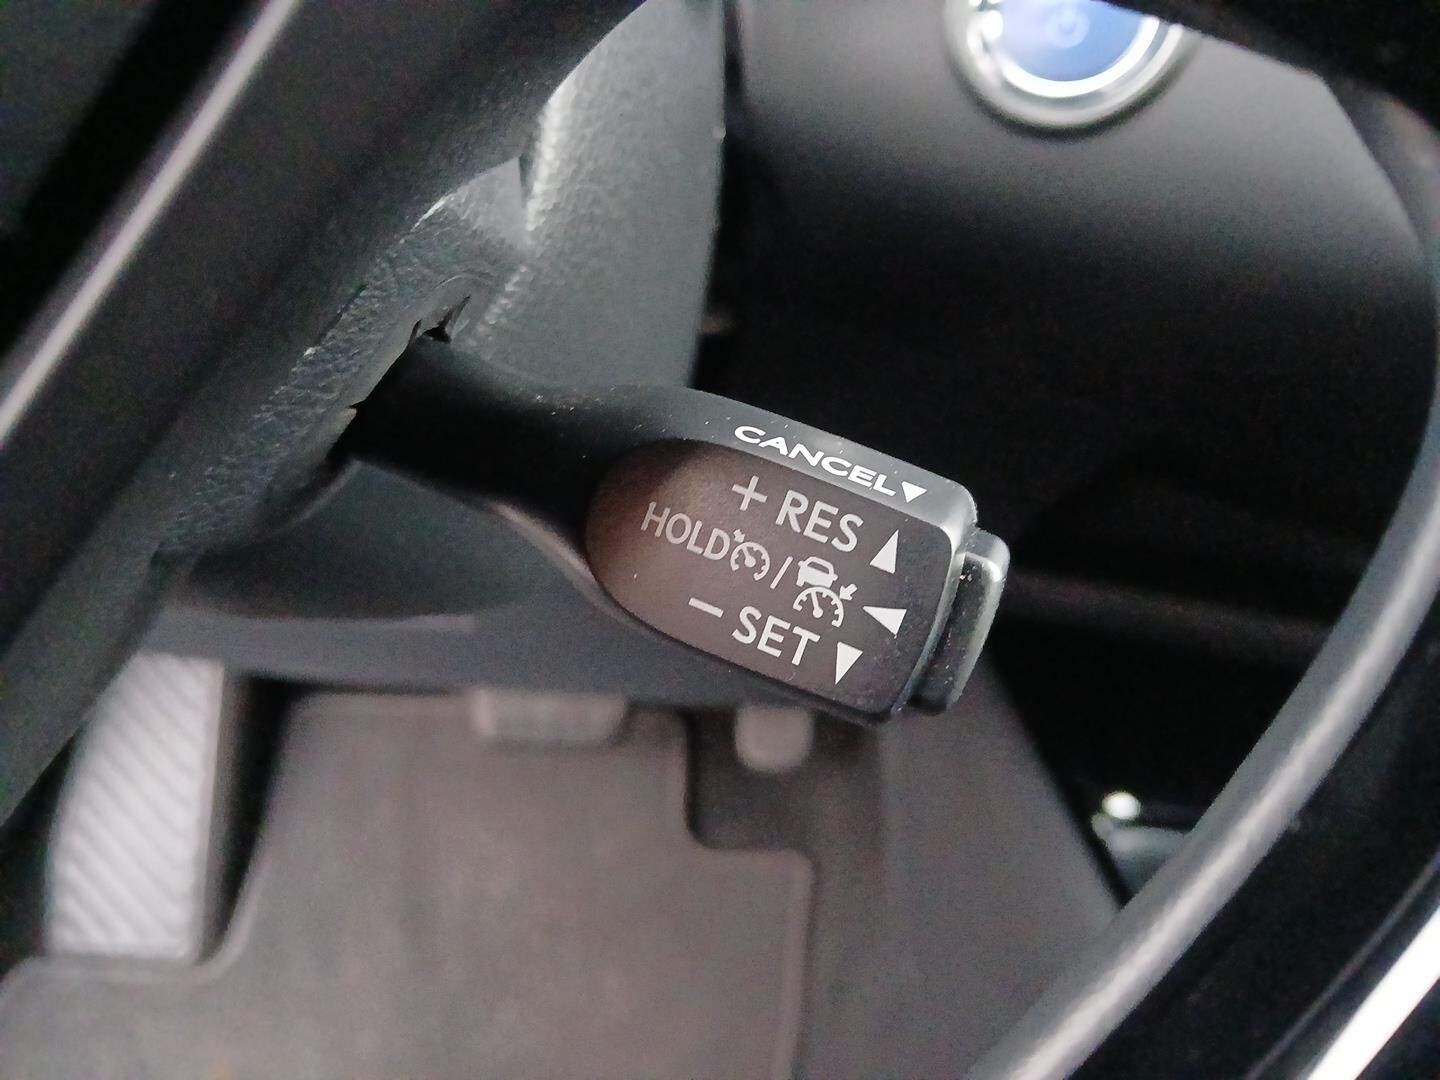 CANCEL
+ RES
HOLD /
– SET